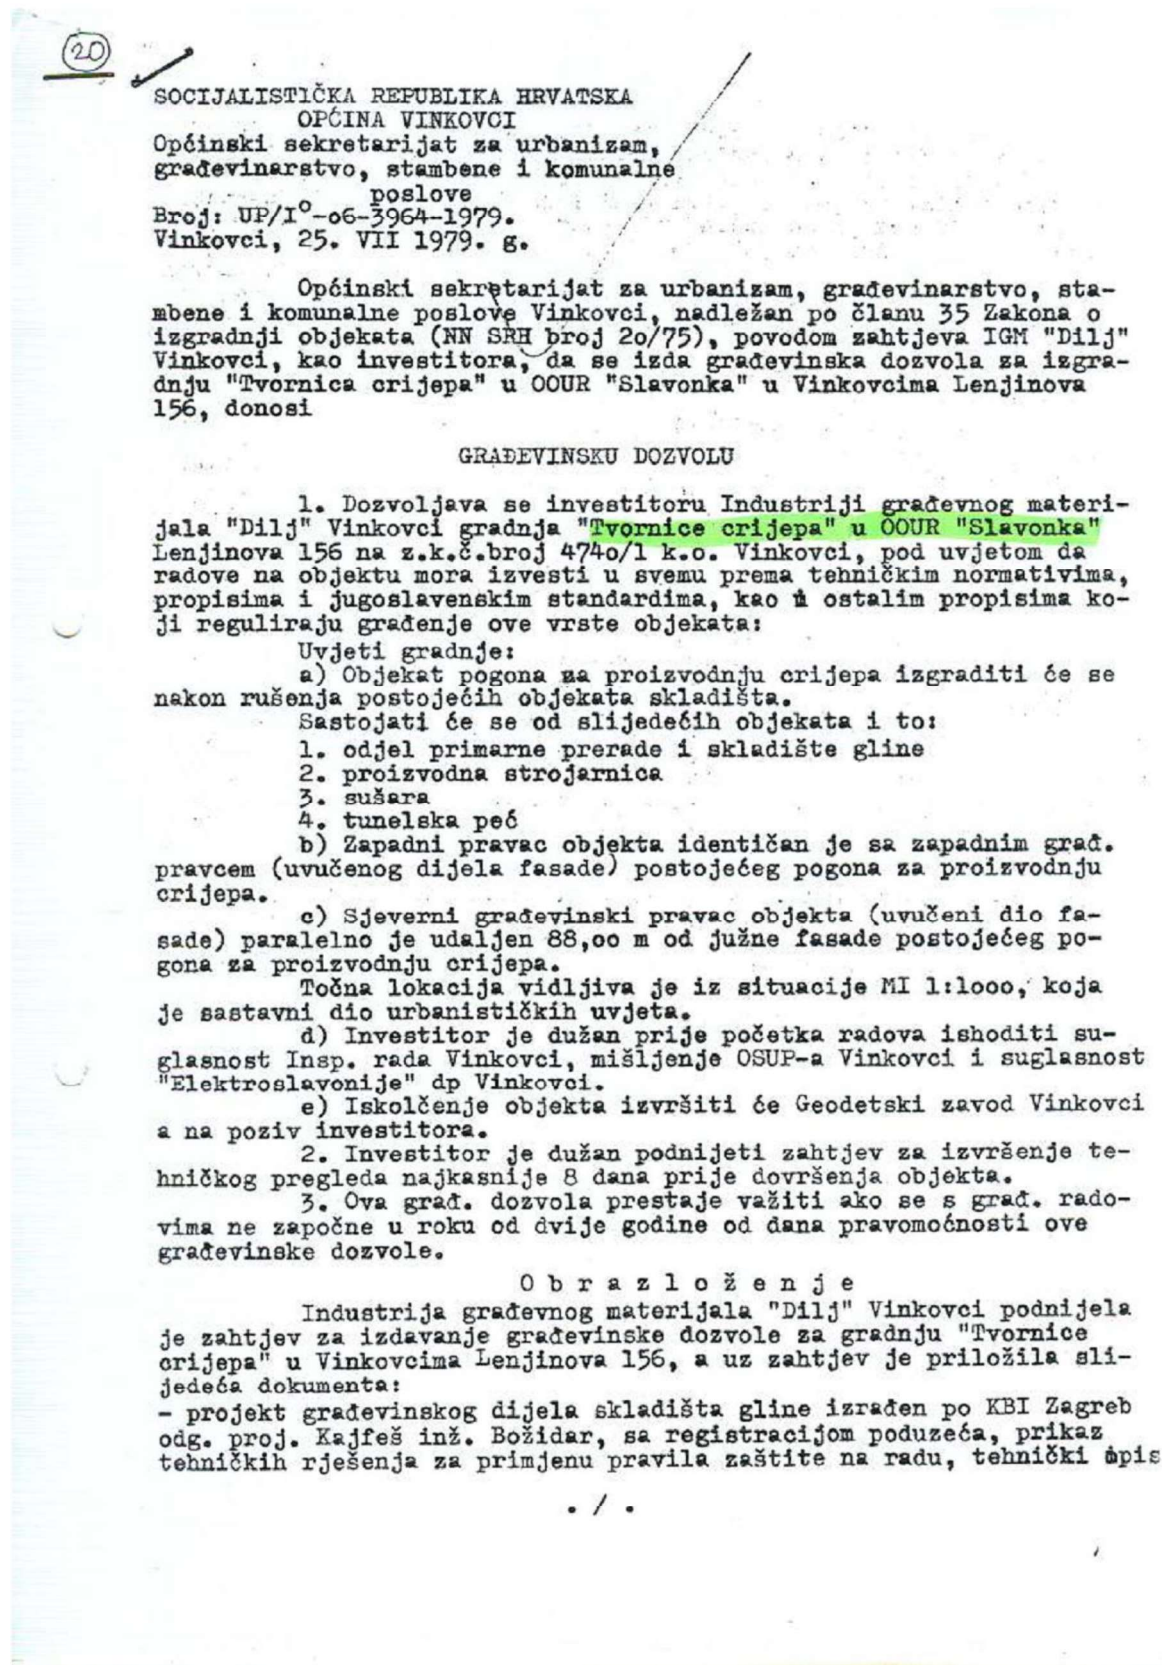 20
SOCIJALISTIČKA REPUBLIKA HRVATSKA
OPĆINA VINKOVCI
Općinski sekretarijat za urbanizam,
građevinarstvo, stambene i komunalne
poslove
Broj: UP/I⁰-o6-3964-1979.
Vinkovci, 25. VII 1979. g.
Općinski sekretarijat za urbanizam, građevinarstvo, sta-
mbene i komunalne poslove Vinkovci, nadležan po članu 35 Zakona o
izgradnji objekata (NN SRH broj 2o/75), povodom zahtjeva IGM "Dilj"
Vinkovci, kao investitora, da se izda građevinska dozvola za izgra-
dnju "Tvornica crijepa" u OOUR "Slavonka" u Vinkovcima Lenjinova
156, donosi
GRAĐEVINSKU DOZVOLU
1. Dozvoljava se investitoru Industriji građevnog materi-
jala "Dilj" Vinkovci gradnja "Tvornice crijepa" u OOUR "Slavonka"
Lenjinova 156 na z.k.č.broj 474o/1 k.o. Vinkovci, pod uvjetom da
radove na objektu mora izvesti u svemu prema tehničkim normativima,
propisima i jugoslavenskim standardima, kao i ostalim propisima ko-
ji reguliraju građenje ove vrste objekata:
Uvjeti gradnje:
a) Objekat pogona za proizvodnju crijepa izgraditi će se
nakon rušenja postojećih objekata skladišta.
Sastojati će se od slijedećih objekata i to:
1. odjel primarne prerade i skladište gline
2. proizvodna strojarnica
3. sušara
4. tunelska peć
b) Zapadni pravac objekta identičan je sa zapadnim građ.
pravcem (uvučenog dijela fasade) postojećeg pogona za proizvodnju
crijepa.
c) Sjeverni građevinski pravac objekta (uvučeni dio fa-
sade) paralelno je udaljen 88,oo m od južne fasade postojećeg po-
gona za proizvodnju crijepa.
Točna lokacija vidljiva je iz situacije MI 1:1ooo, koja
je sastavni dio urbanističkih uvjeta.
d) Investitor je dužan prije početka radova ishoditi su-
glasnost Insp. rada Vinkovci, mišljenje OSUP-a Vinkovci i suglasnost
"Elektroslavonije" dp Vinkovci.
e) Iskolčenje objekta izvršiti će Geodetski zavod Vinkovci
a na poziv investitora.
2. Investitor je dužan podnijeti zahtjev za izvršenje te-
hničkog pregleda najkasnije 8 dana prije dovršenja objekta.
3. Ova građ. dozvola prestaje važiti ako se s građ. rado-
vima ne započne u roku od dvije godine od dana pravomoćnosti ove
građevinske dozvole.
O b r a z l o ž e n j e
Industrija građevnog materijala "Dilj" Vinkovci podnijela
je zahtjev za izdavanje građevinske dozvole za gradnju "Tvornice
crijepa" u Vinkovcima Lenjinova 156, a uz zahtjev je priložila sli-
jedeća dokumenta:
- projekt građevinskog dijela skladišta gline izrađen po KBI Zagreb
odg. proj. Kajfeš inž. Božidar, sa registracijom poduzeća, prikaz
tehničkih rješenja za primjenu pravila zaštite na radu, tehnički opis
. / .